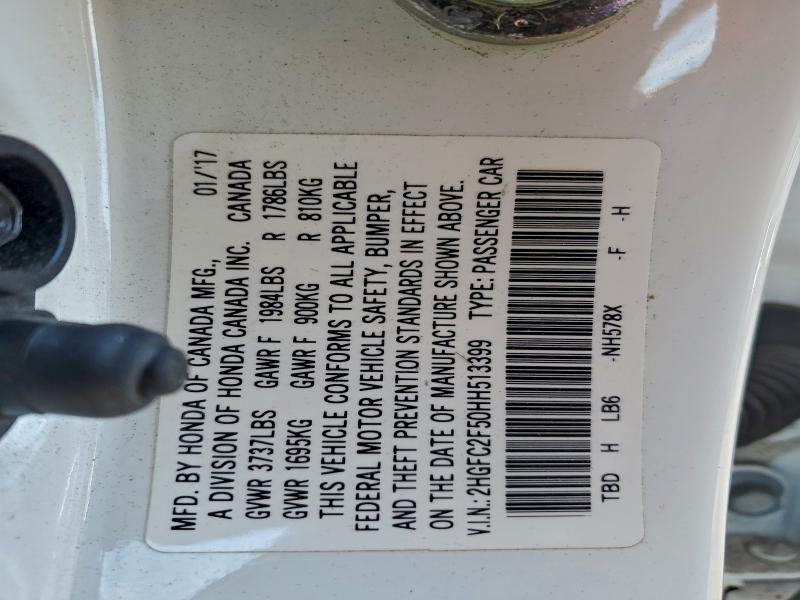 MFD. BY HONDA OF CANADA MFG., 01/'17
A DIVISION OF HONDA CANADA INC. CANADA
GVWR 3737LBS GAWR F 1984LBS R 1786LBS
GVWR 1695KG GAWR F 900KG R 810KG
THIS VEHICLE CONFORMS TO ALL APPLICABLE
FEDERAL MOTOR VEHICLE SAFETY, BUMPER,
AND THEFT PREVENTION STANDARDS IN EFFECT
ON THE DATE OF MANUFACTURE SHOWN ABOVE.
V.I.N.: 2HGFC2F50HH513399 TYPE: PASSENGER CAR
TBD H LB6 -NH578X -F -H